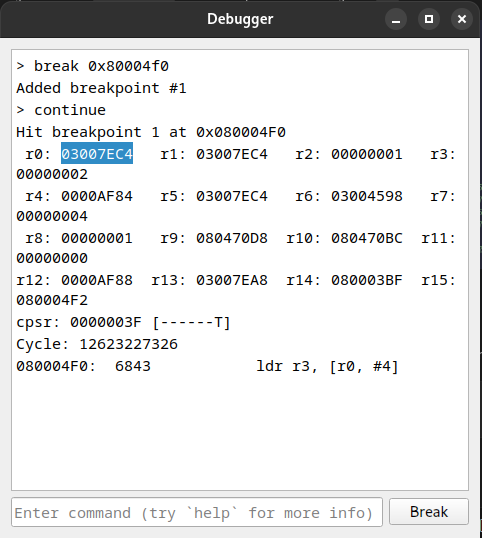 Debugger
> break 0x80004f0
Added breakpoint #1
> continue
Hit breakpoint 1 at 0x080004F0
r0: 03007EC4   r1: 03007EC4   r2: 00000001   r3:
00000002
r4: 0000AF84   r5: 03007EC4   r6: 03004598   r7:
00000004
r8: 00000001   r9: 080470D8  r10: 080470BC  r11:
00000000
r12: 0000AF88  r13: 03007EA8  r14: 080003BF  r15:
080004F2
cpsr: 0000003F [------T]
Cycle: 12623227326
080004F0:  6843           ldr r3, [r0, #4]
Enter command (try `help` for more info)
Break